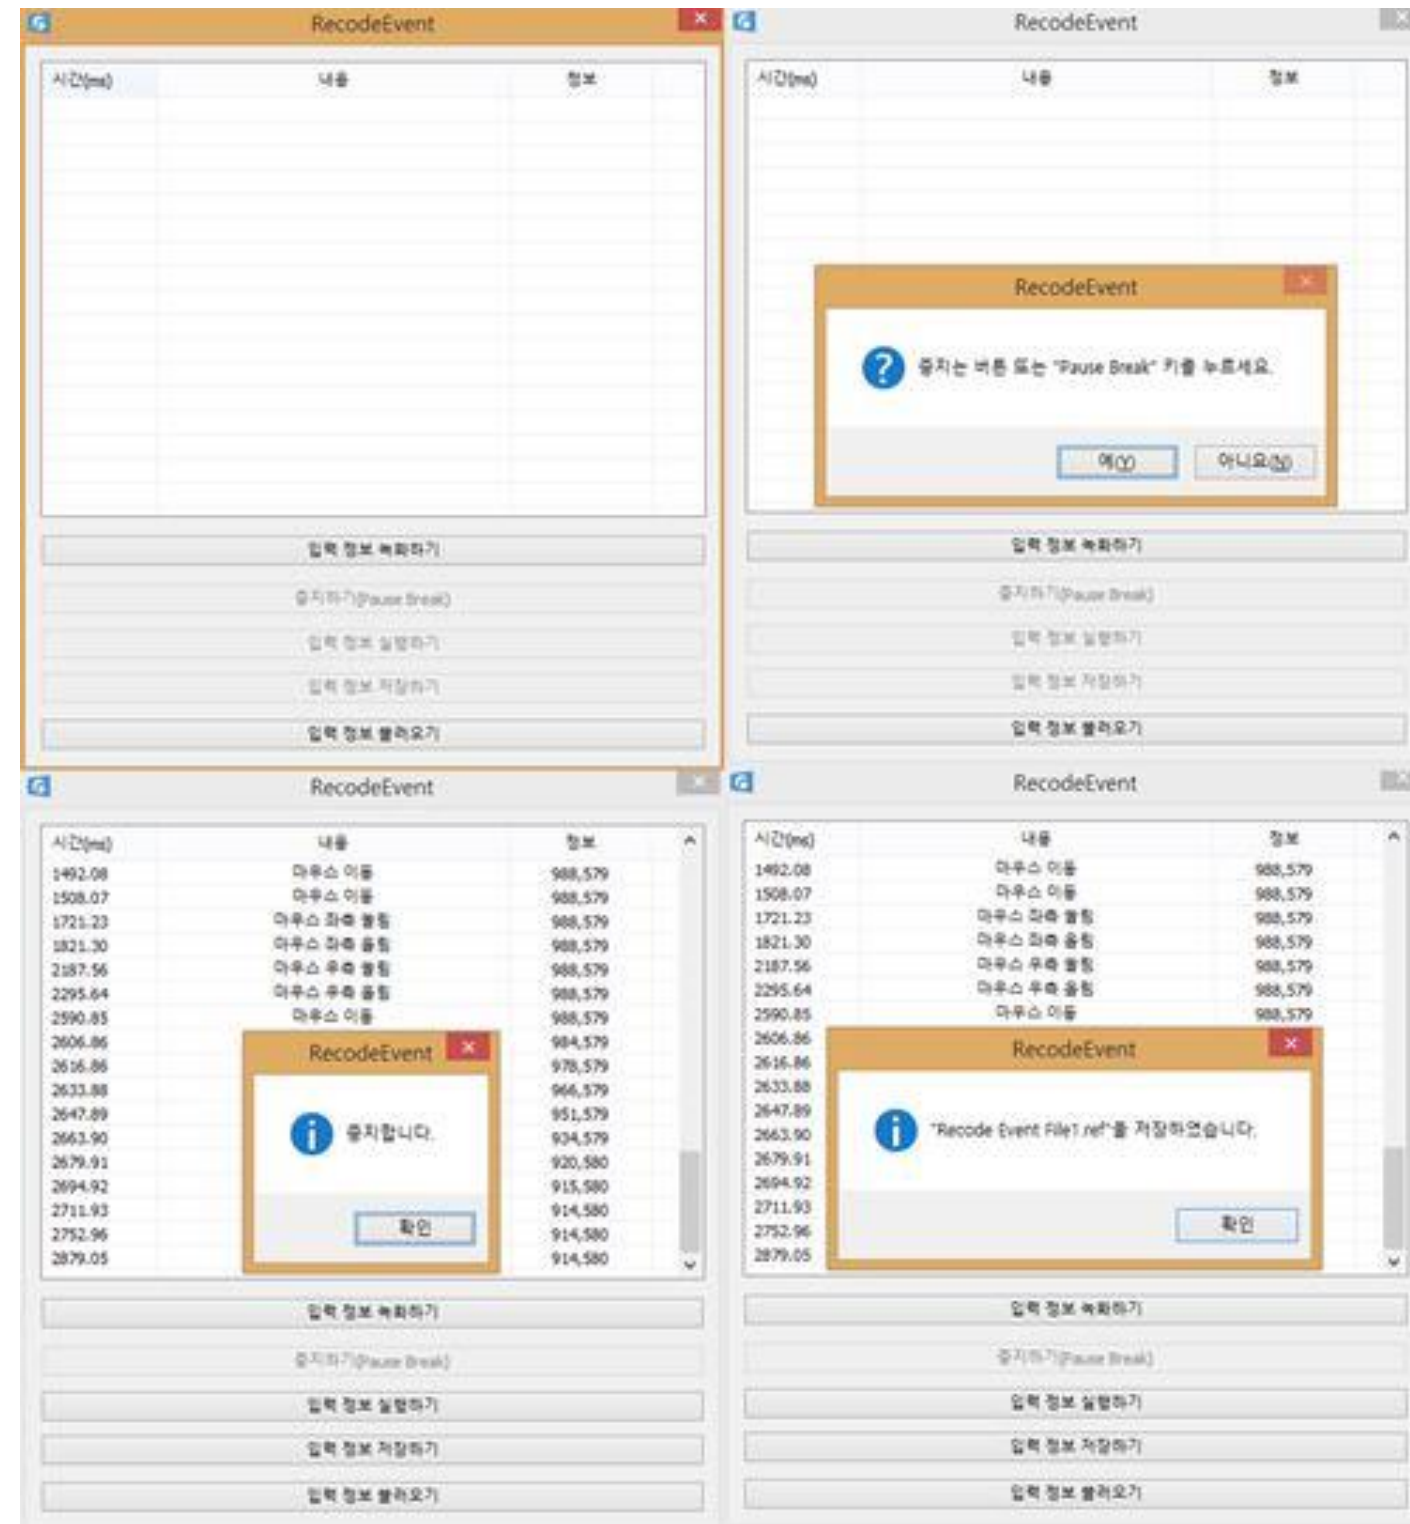 RecodeEvent
시간(ms) 내용 정보
입력 정보 녹화하기
중지하기(Pause Break)
입력 정보 실행하기
입력 정보 저장하기
입력 정보 불러오기
RecodeEvent
시간(ms) 내용 정보
RecodeEvent
중지는 버튼 또는 "Pause Break" 키를 누르세요.
예(Y) 아니요(N)
입력 정보 녹화하기
중지하기(Pause Break)
입력 정보 실행하기
입력 정보 저장하기
입력 정보 불러오기
RecodeEvent
시간(ms) 내용 정보
1492.08 마우스 이동 988,579
1508.07 마우스 이동 988,579
1721.23 마우스 좌측 눌림 988,579
1821.30 마우스 좌측 올림 988,579
2187.56 마우스 우측 눌림 988,579
2295.64 마우스 우측 올림 988,579
2590.85 마우스 이동 988,579
2606.86 984,579
2616.86 978,579
2633.88 966,579
2647.89 951,579
2663.90 934,579
2679.91 920,580
2694.92 915,580
2711.93 914,580
2752.96 914,580
2879.05 914,580
RecodeEvent
중지합니다.
확인
입력 정보 녹화하기
중지하기(Pause Break)
입력 정보 실행하기
입력 정보 저장하기
입력 정보 불러오기
RecodeEvent
시간(ms) 내용 정보
1492.08 마우스 이동 988,579
1508.07 마우스 이동 988,579
1721.23 마우스 좌측 눌림 988,579
1821.30 마우스 좌측 올림 988,579
2187.56 마우스 우측 눌림 988,579
2295.64 마우스 우측 올림 988,579
2590.85 마우스 이동 988,579
2606.86
2616.86
2633.88
2647.89
2663.90
2679.91
2694.92
2711.93
2752.96
2879.05
RecodeEvent
"Recode Event File1.ref"을 저장하였습니다.
확인
입력 정보 녹화하기
중지하기(Pause Break)
입력 정보 실행하기
입력 정보 저장하기
입력 정보 불러오기